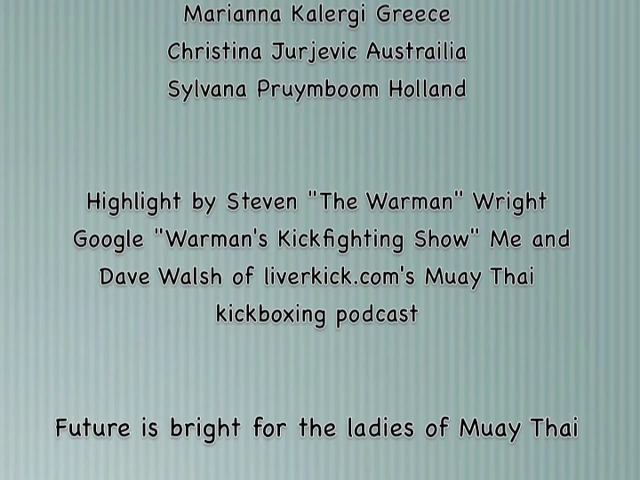 Marianna Kalergi Greece
Christina Jurjevic Austrailia
Sylvana Pruymboom Holland
Highlight by Steven "The Warman" Wright
Google "Warman's Kickfighting Show" Me and
Dave Walsh of liverkick.com's Muay Thai
kickboxing podcast
Future is bright for the ladies of Muay Thai